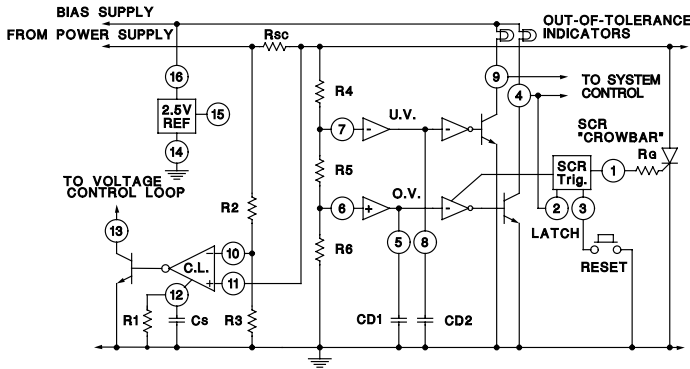 BIAS SUPPLY
FROM POWER SUPPLY
RSC
OUT-OF-TOLERANCE
INDICATORS
16
9
TO SYSTEM
CONTROL
4
R4
2.5V
REF
15
7
-
U.V.
-
SCR
"CROWBAR"
14
RG
TO VOLTAGE
CONTROL LOOP
R5
SCR
Trig.
1
R2
6
+
O.V.
-
2
3
13
5
8
LATCH
R6
10
-
C.L.
+
11
RESET
12
R1
CS
R3
CD1
CD2